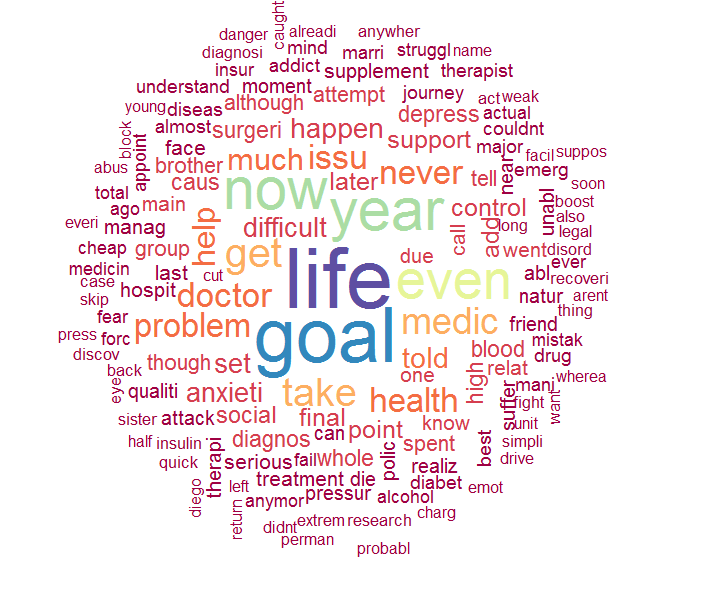 danger
caught
alreadi
anywher
diagnosi
mind
marri
struggl
name
insur
addict
supplement
therapist
understand
moment
attempt
journey
act
weak
young
diseas
although
depress
actual
block
almost
surgeri
happen
support
couldnt
appoint
face
much
issu
never
major
near
facil
suppos
abus
brother
emerg
total
caus
now
later
tell
unabl
boost
soon
everi
ago
main
year
control
long
also
manag
help
difficult
call
add
legal
cheap
group
get
due
went
disord
medicin
last
life
even
abl
ever
recoveri
case
hospit
cut
natur
arent
skip
doctor
goal
medic
friend
thing
fear
problem
mistak
press
forc
told
blood
drug
discov
though
set
one
relat
wherea
back
take
high
mani
eye
qualiti
anxieti
health
suffer
fight
want
sister
attack
social
final
can
point
know
unit
half
insulin
diagnos
spent
best
simpli
quick
therapi
serious
fail
whole
polic
realiz
drive
diego
left
treatment
die
diabet
emot
return
anymor
pressur
alcohol
didnt
extrem
research
charg
perman
probabl